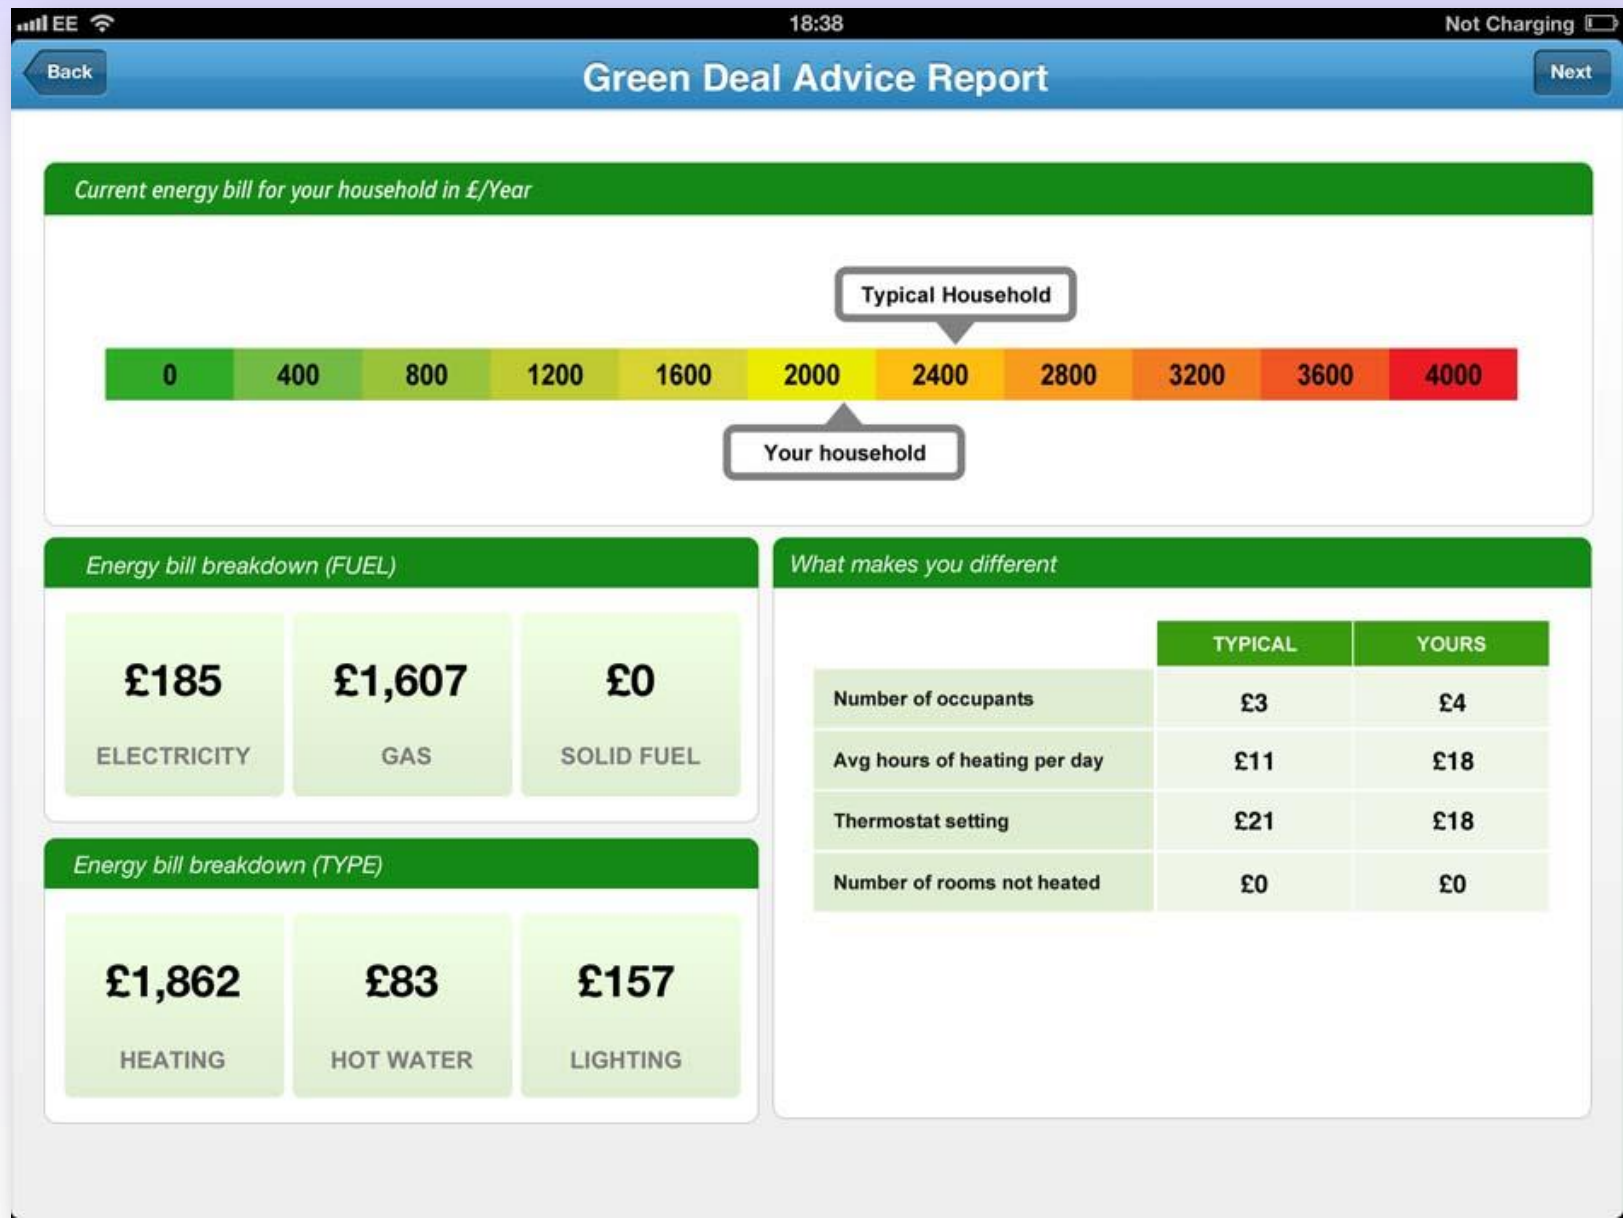 EE 18:38 Not Charging
Back Green Deal Advice Report Next
Current energy bill for your household in £/Year
Typical Household
0 400 800 1200 1600 2000 2400 2800 3200 3600 4000
Your household
Energy bill breakdown (FUEL)
£185 £1,607 £0
ELECTRICITY GAS SOLID FUEL
Energy bill breakdown (TYPE)
£1,862 £83 £157
HEATING HOT WATER LIGHTING
What makes you different
TYPICAL YOURS
Number of occupants £3 £4
Avg hours of heating per day £11 £18
Thermostat setting £21 £18
Number of rooms not heated £0 £0